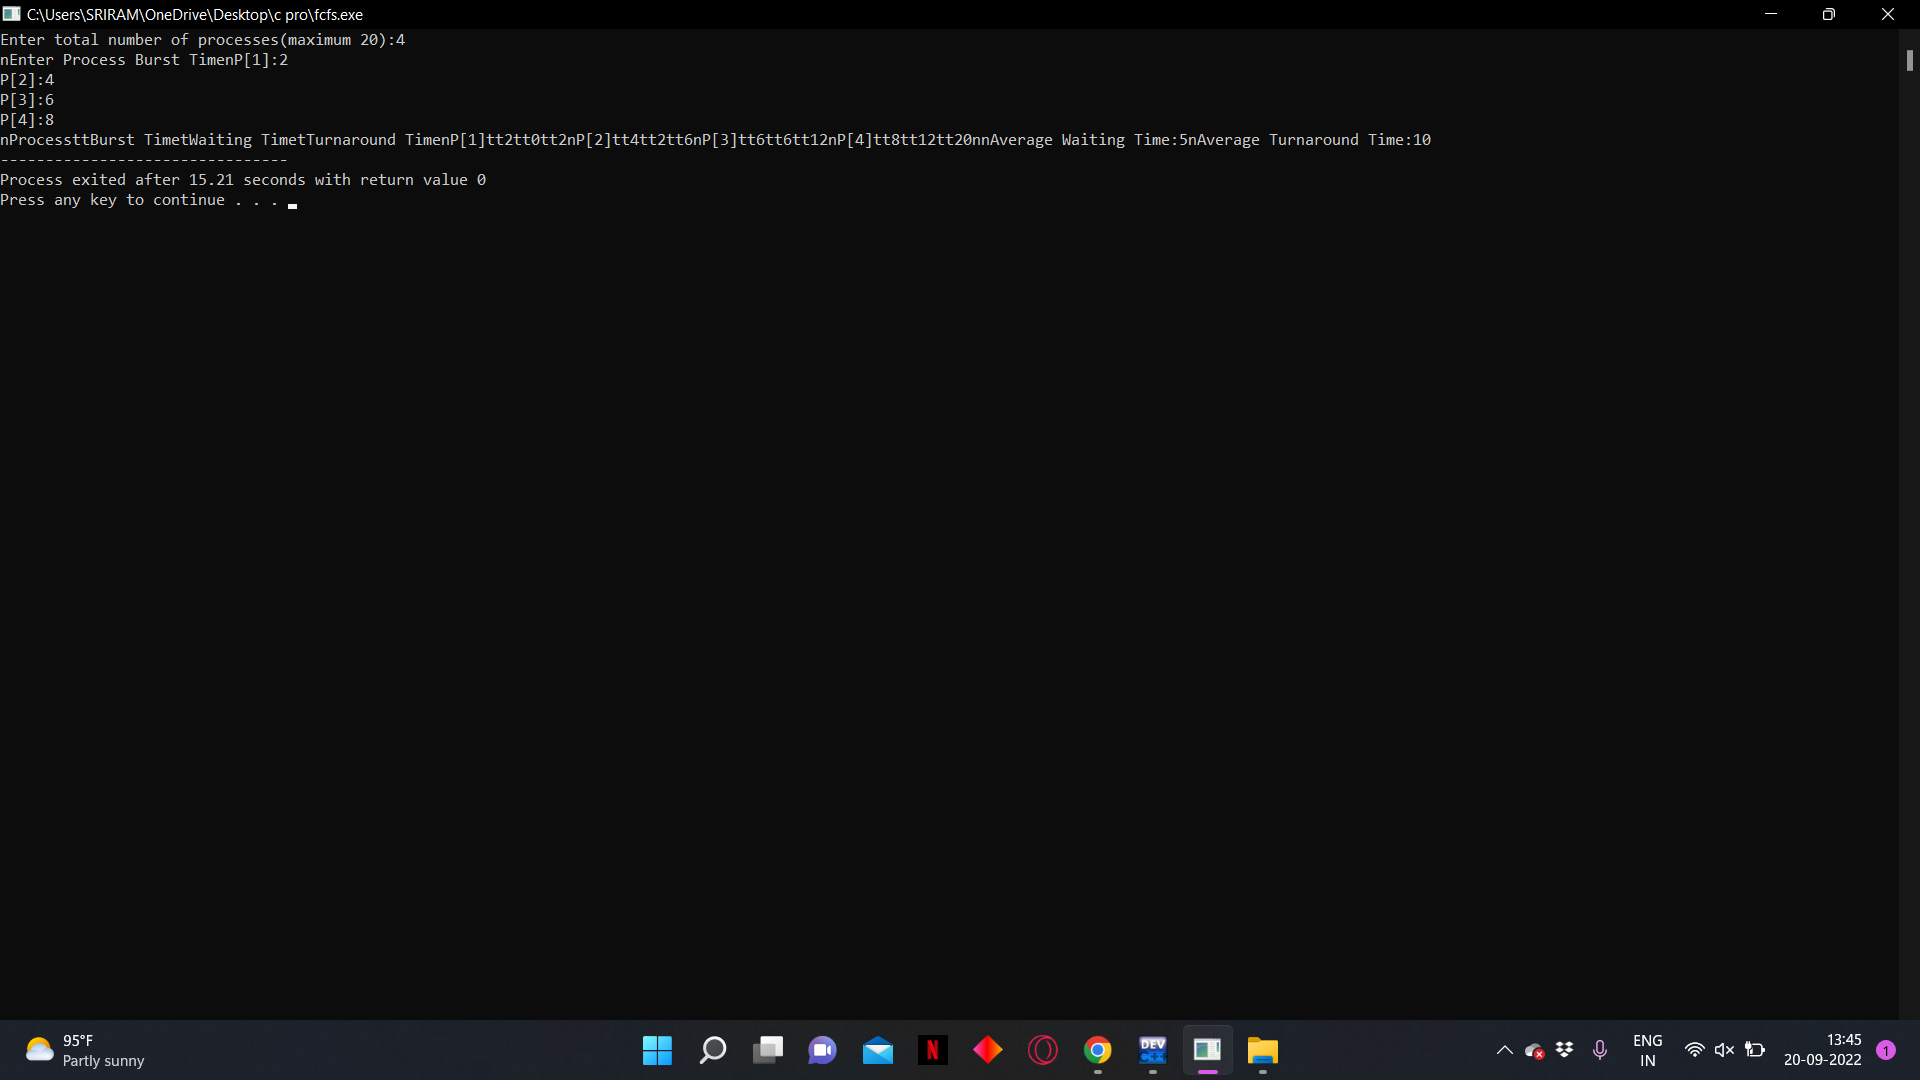 C:\Users\SRIRAM\OneDrive\Desktop\c pro\fcfs.exe
Enter total number of processes(maximum 20):4
nEnter Process Burst TimenP[1]:2
P[2]:4
P[3]:6
P[4]:8
nProcessttBurst TimetWaiting TimetTurnaround TimenP[1]tt2tt0tt2nP[2]tt4tt2tt6nP[3]tt6tt6tt12nP[4]tt8tt12tt20nnAverage Waiting Time:5nAverage Turnaround Time:10
--------------------------------
Process exited after 15.21 seconds with return value 0
Press any key to continue . . .
95°F
Partly sunny
N
DEV
C++
ENG
IN
13:45
20-09-2022
1